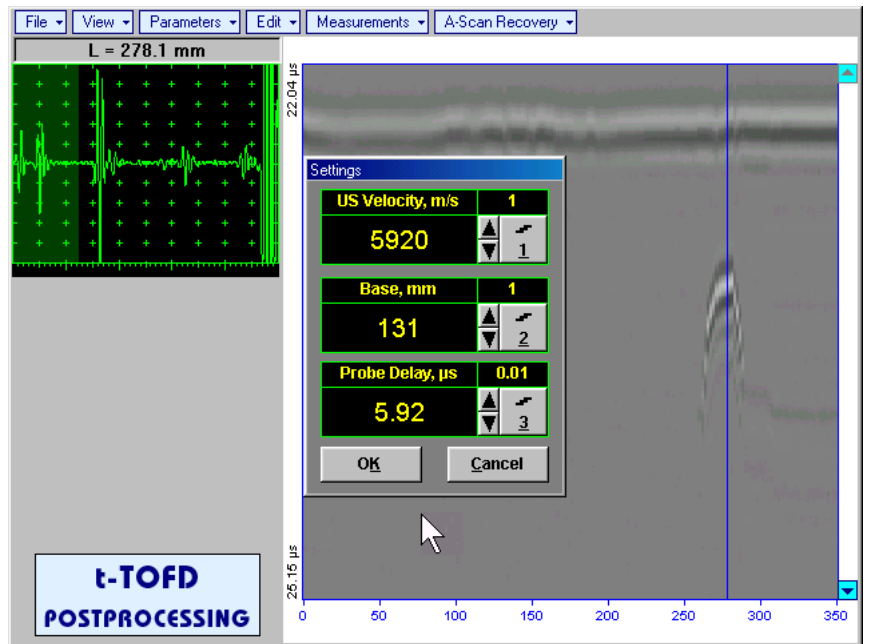 File View Parameters Edit Measurements A-Scan Recovery
L = 278.1 mm
22.04 µs
Settings
US Velocity, m/s 1
5920 1
Base, mm 1
131 2
Probe Delay, µs 0.01
5.92 3
OK Cancel
25.15 µs
t-TOFD
POSTPROCESSING
0 50 100 150 200 250 300 350